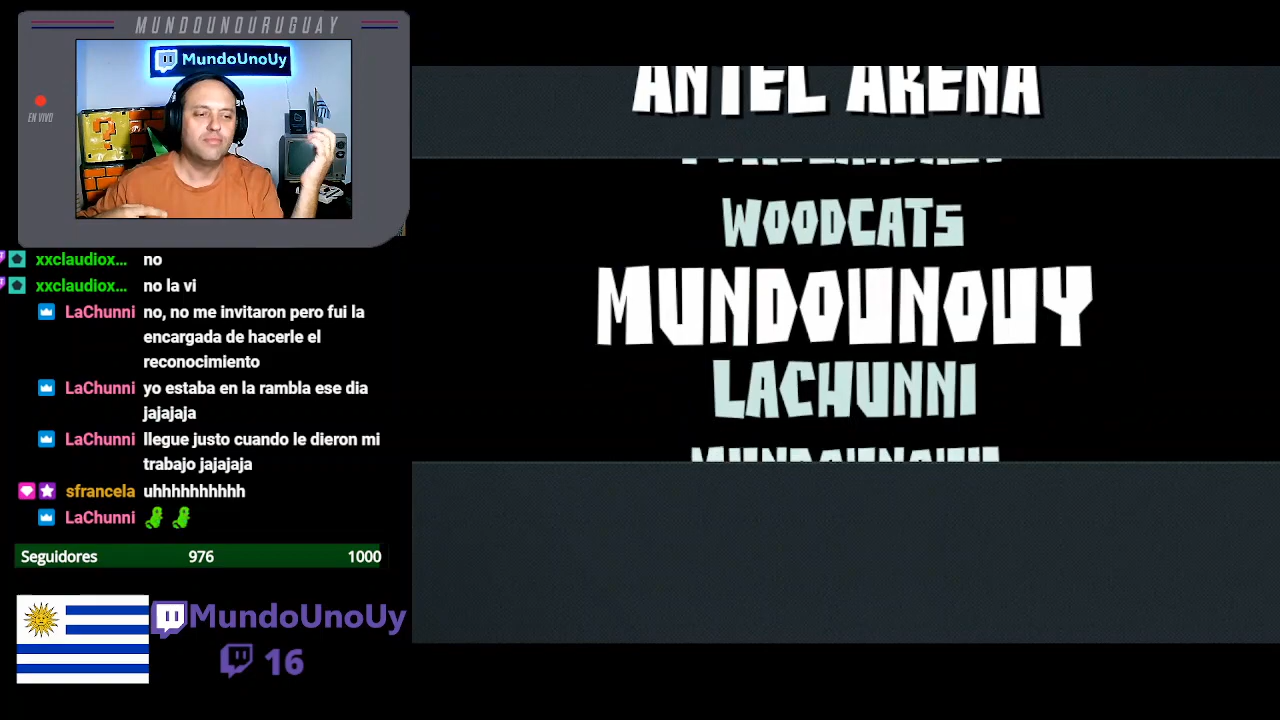 MUNDOUNOURUGUAY
MundoUnoUy
EN VIVO
ANTEL ARENA
WOODCATS
MUNDOUNOUY
LACHUNNI
xxclaudiox... no
xxclaudiox... no la vi
LaChunni no, no me invitaron pero fui la
encargada de hacerle el
reconocimiento
LaChunni yo estaba en la rambla ese dia
jajajaja
LaChunni llegue justo cuando le dieron mi
trabajo jajajaja
sfrancela uhhhhhhhhhh
LaChunni
Seguidores 976 1000
MundoUnoUy
16